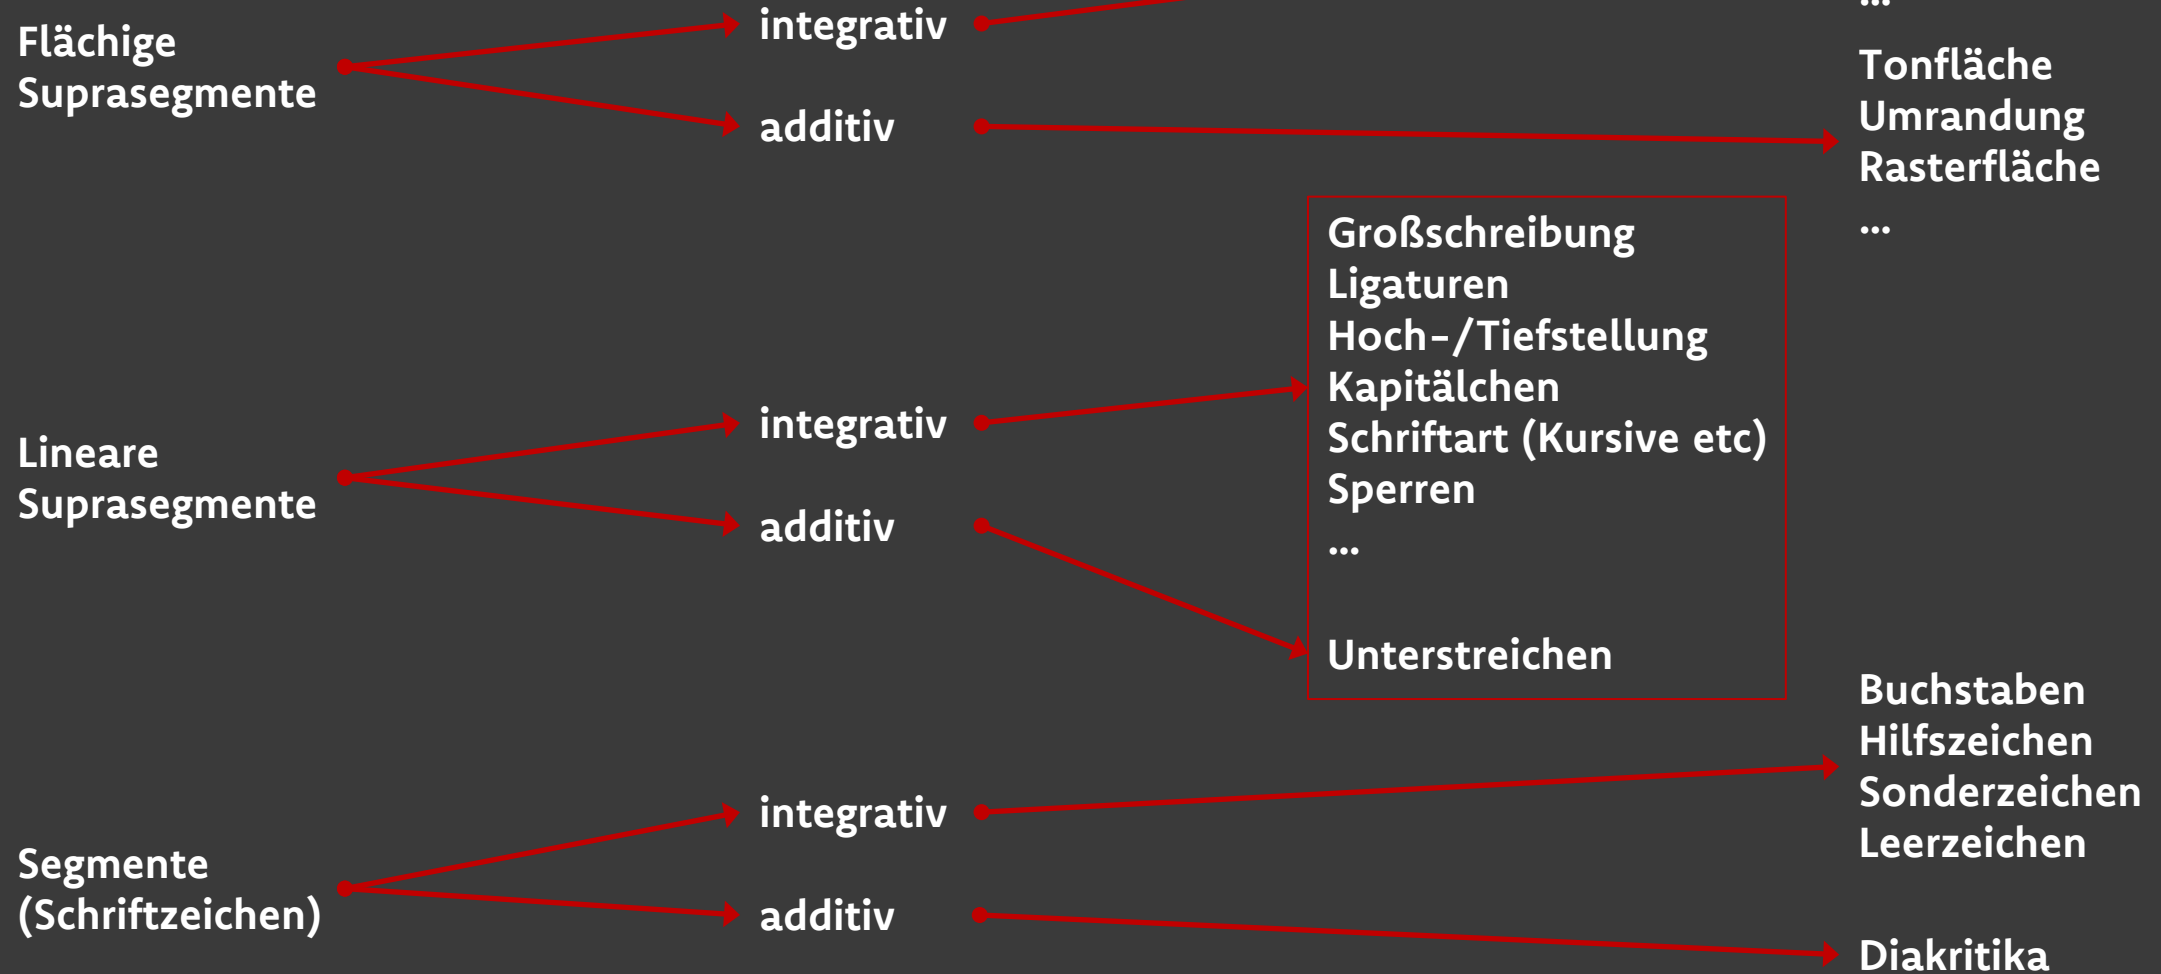 Flächige
Suprasegmente
integrativ
additiv
...
Tonfläche
Umrandung
Rasterfläche
...
Lineare
Suprasegmente
integrativ
additiv
Großschreibung
Ligaturen
Hoch-/Tiefstellung
Kapitälchen
Schriftart (Kursive etc)
Sperren
...
Unterstreichen
Segmente
(Schriftzeichen)
integrativ
additiv
Buchstaben
Hilfszeichen
Sonderzeichen
Leerzeichen
Diakritika